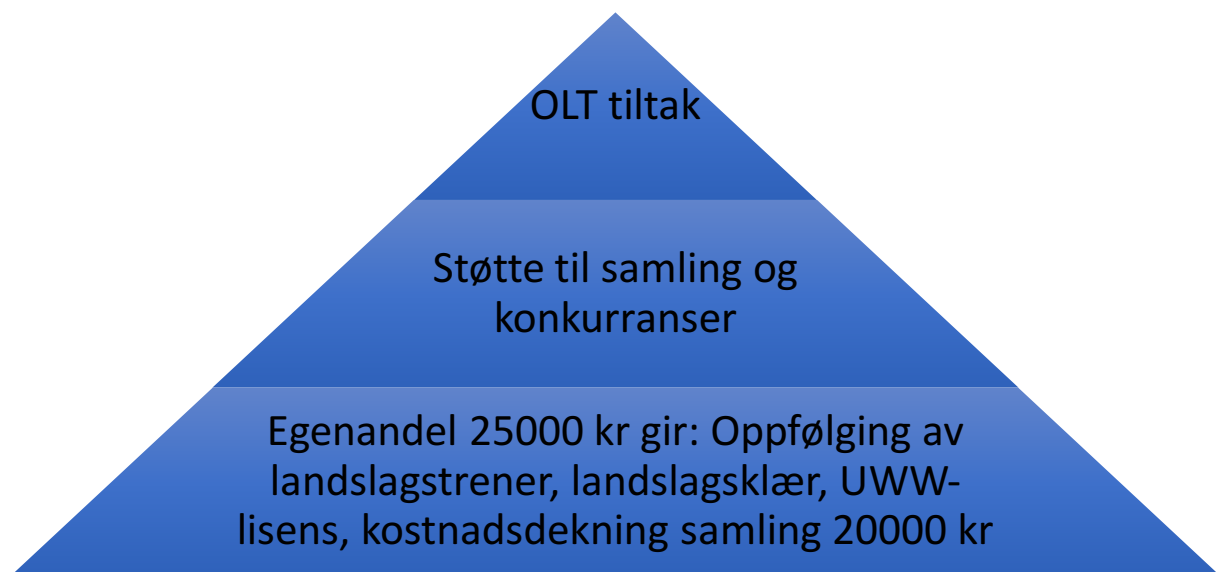 OLT tiltak
Støtte til samling og
konkurranser
Egenandel 25000 kr gir: Oppfølging av
landslagstrener, landslagsklær, UWW-
lisens, kostnadsdekning samling 20000 kr